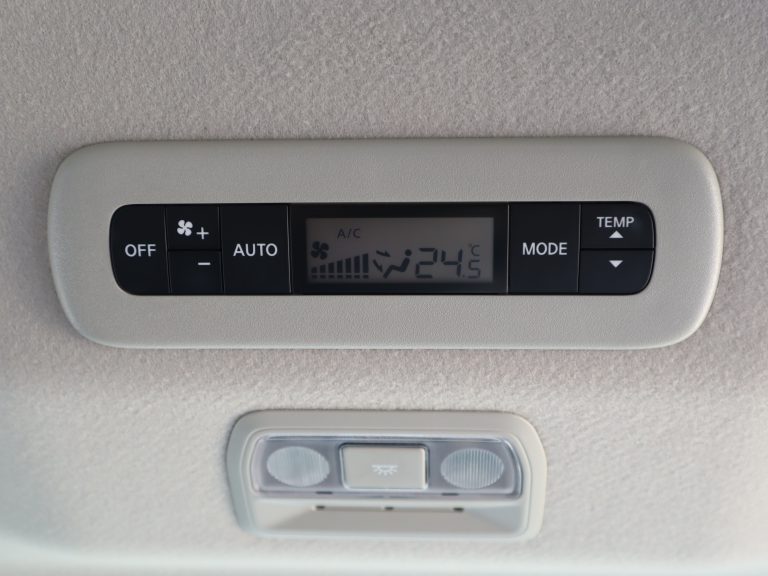 OFF
+
-
AUTO
A/C
24.5 °C
MODE
TEMP